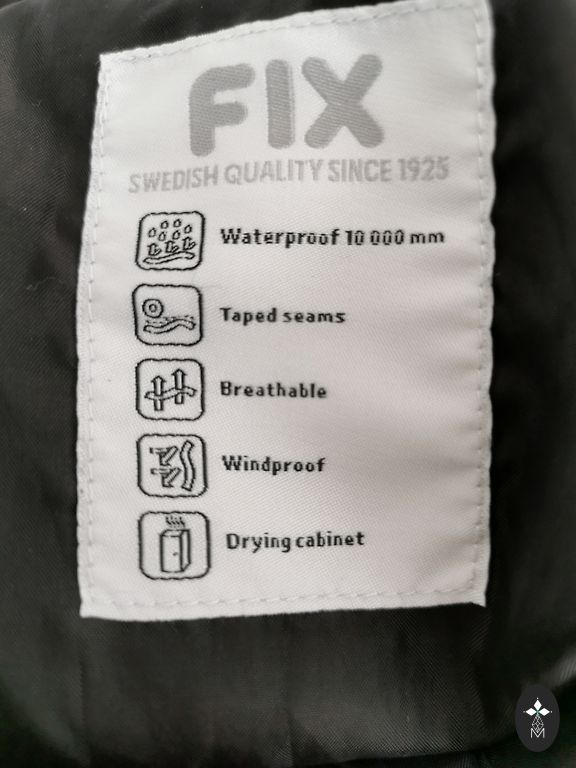 FIX
SWEDISH QUALITY SINCE 1925
Waterproof 10 000 mm
Taped seams
Breathable
Windproof
Drying cabinet
M